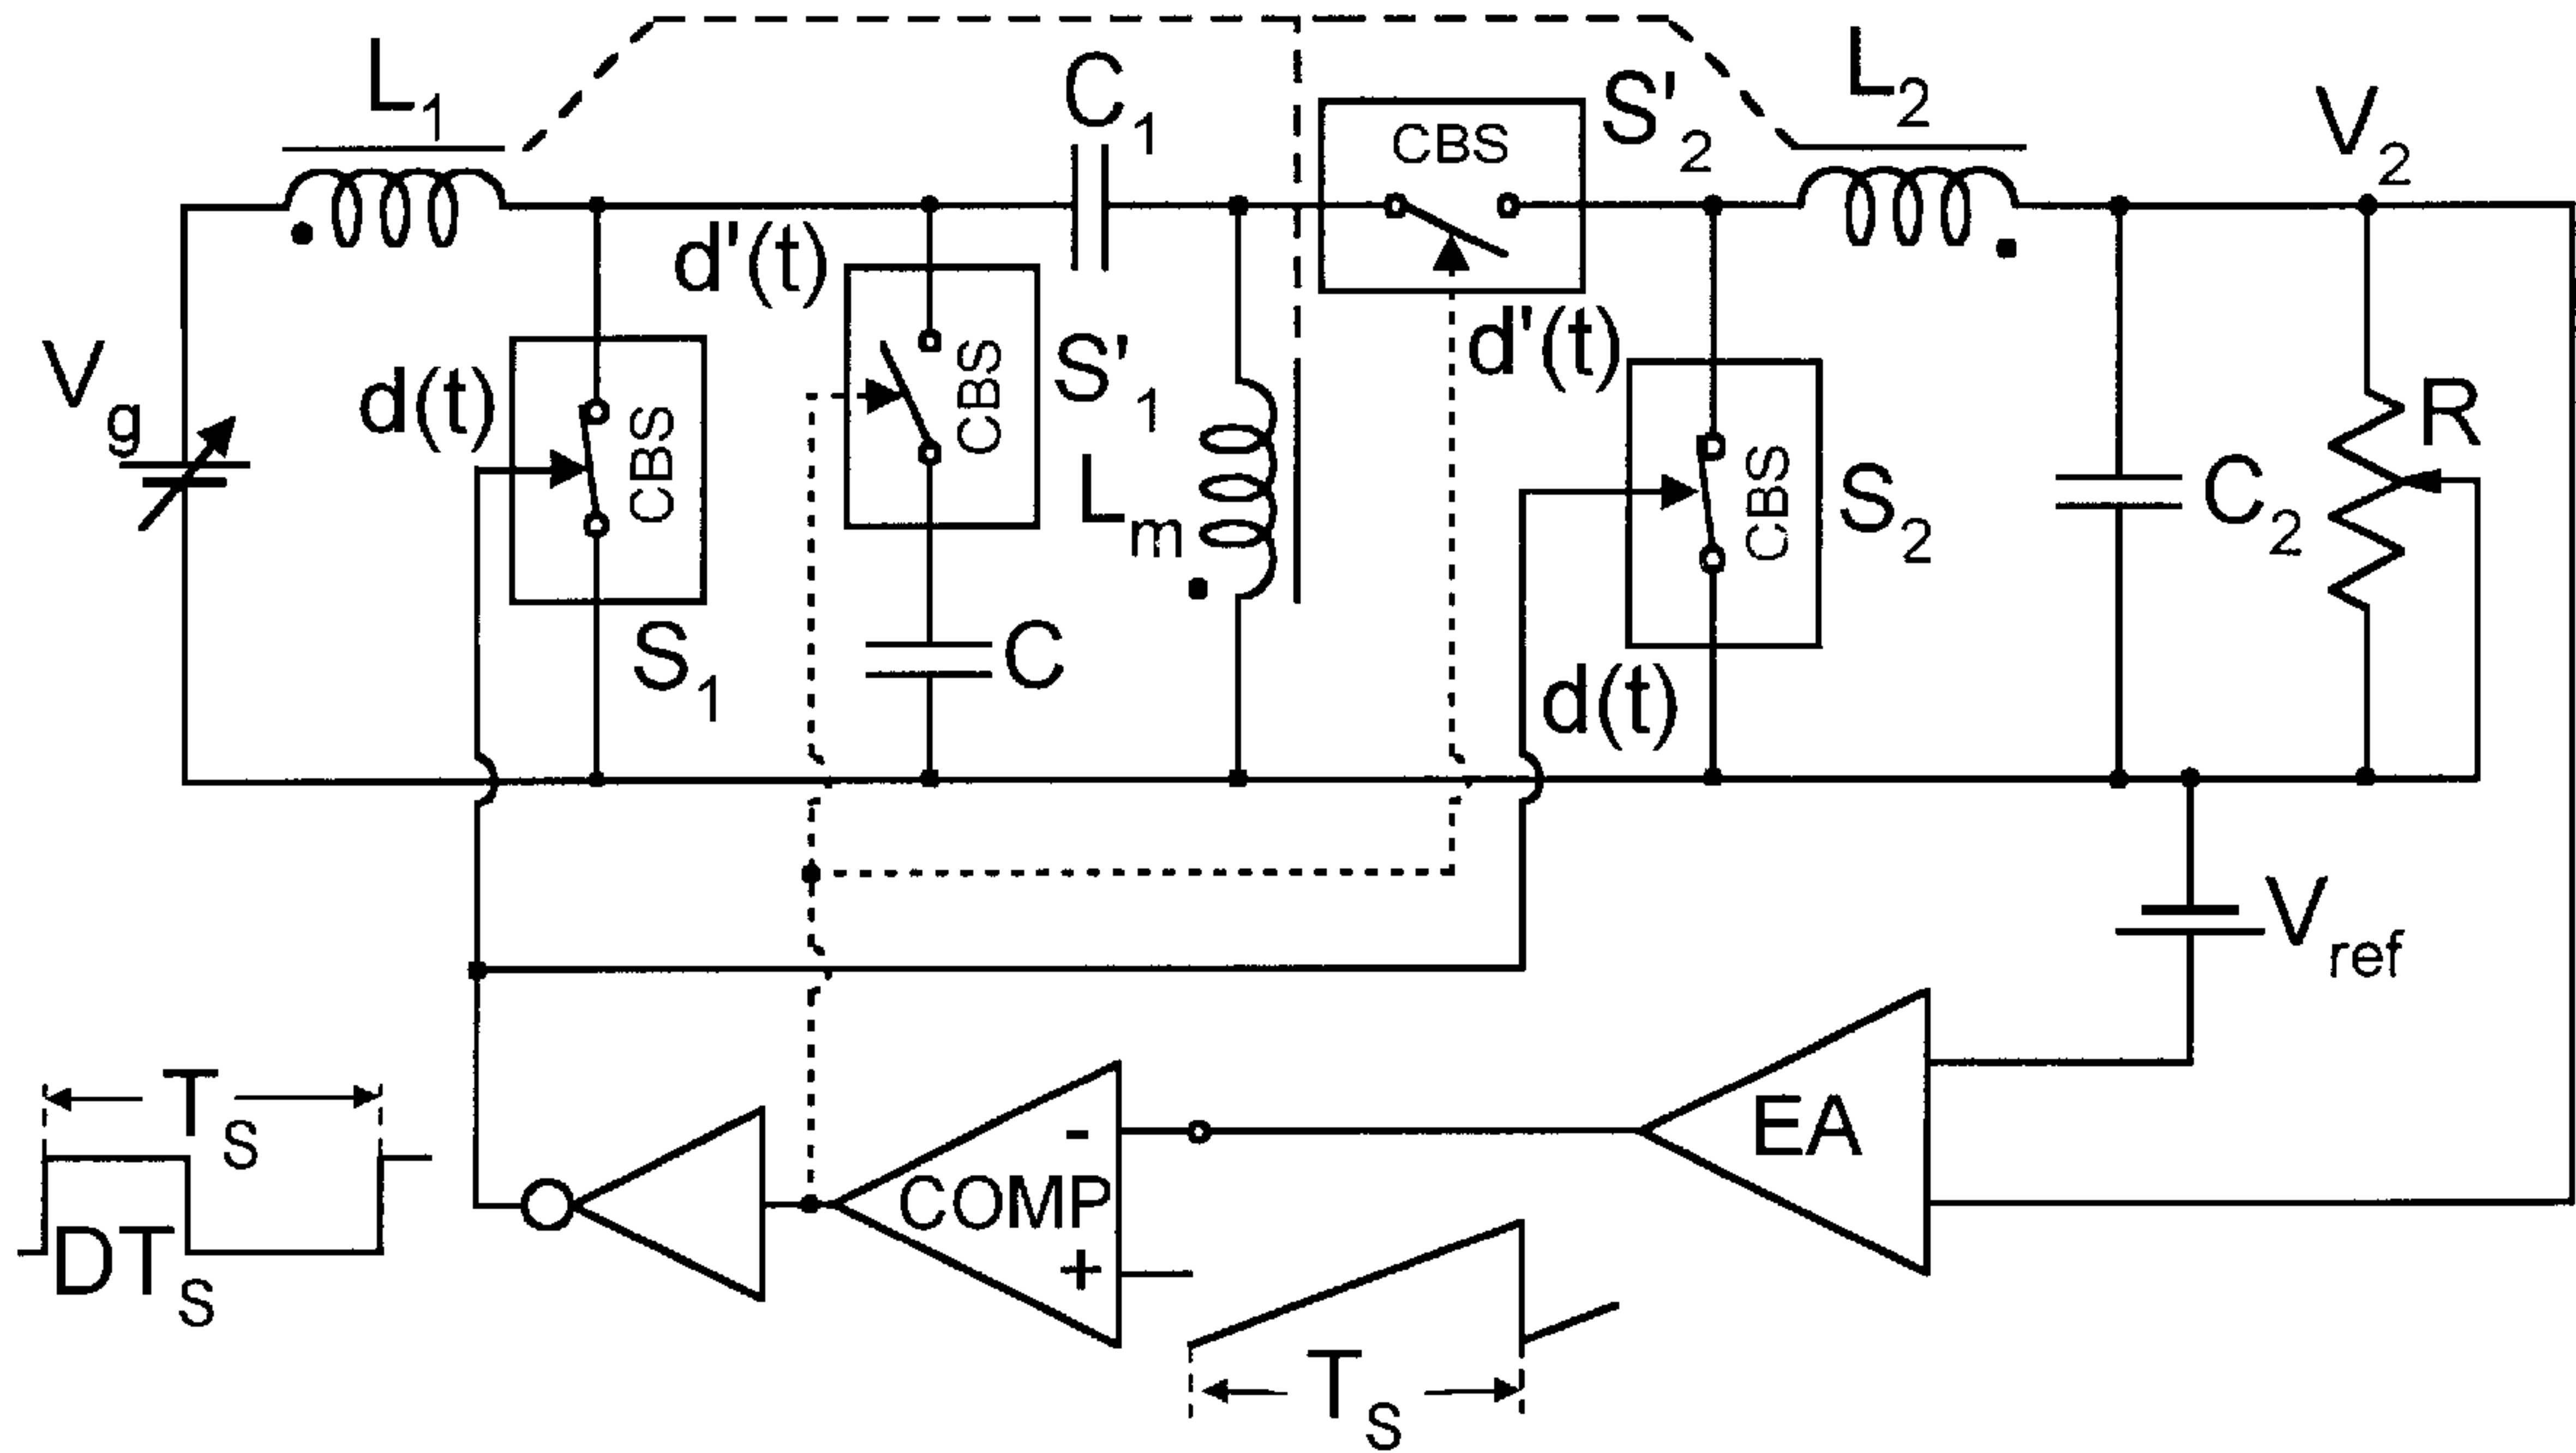 L1
C1
CBS
S'2
L2
V2
Vg
d(t)
CBS
S1
d'(t)
CBS
S'1
C
Lm
d'(t)
d(t)
CBS
S2
C2
R
Vref
TS
DTS
COMP
-
+
EA
TS